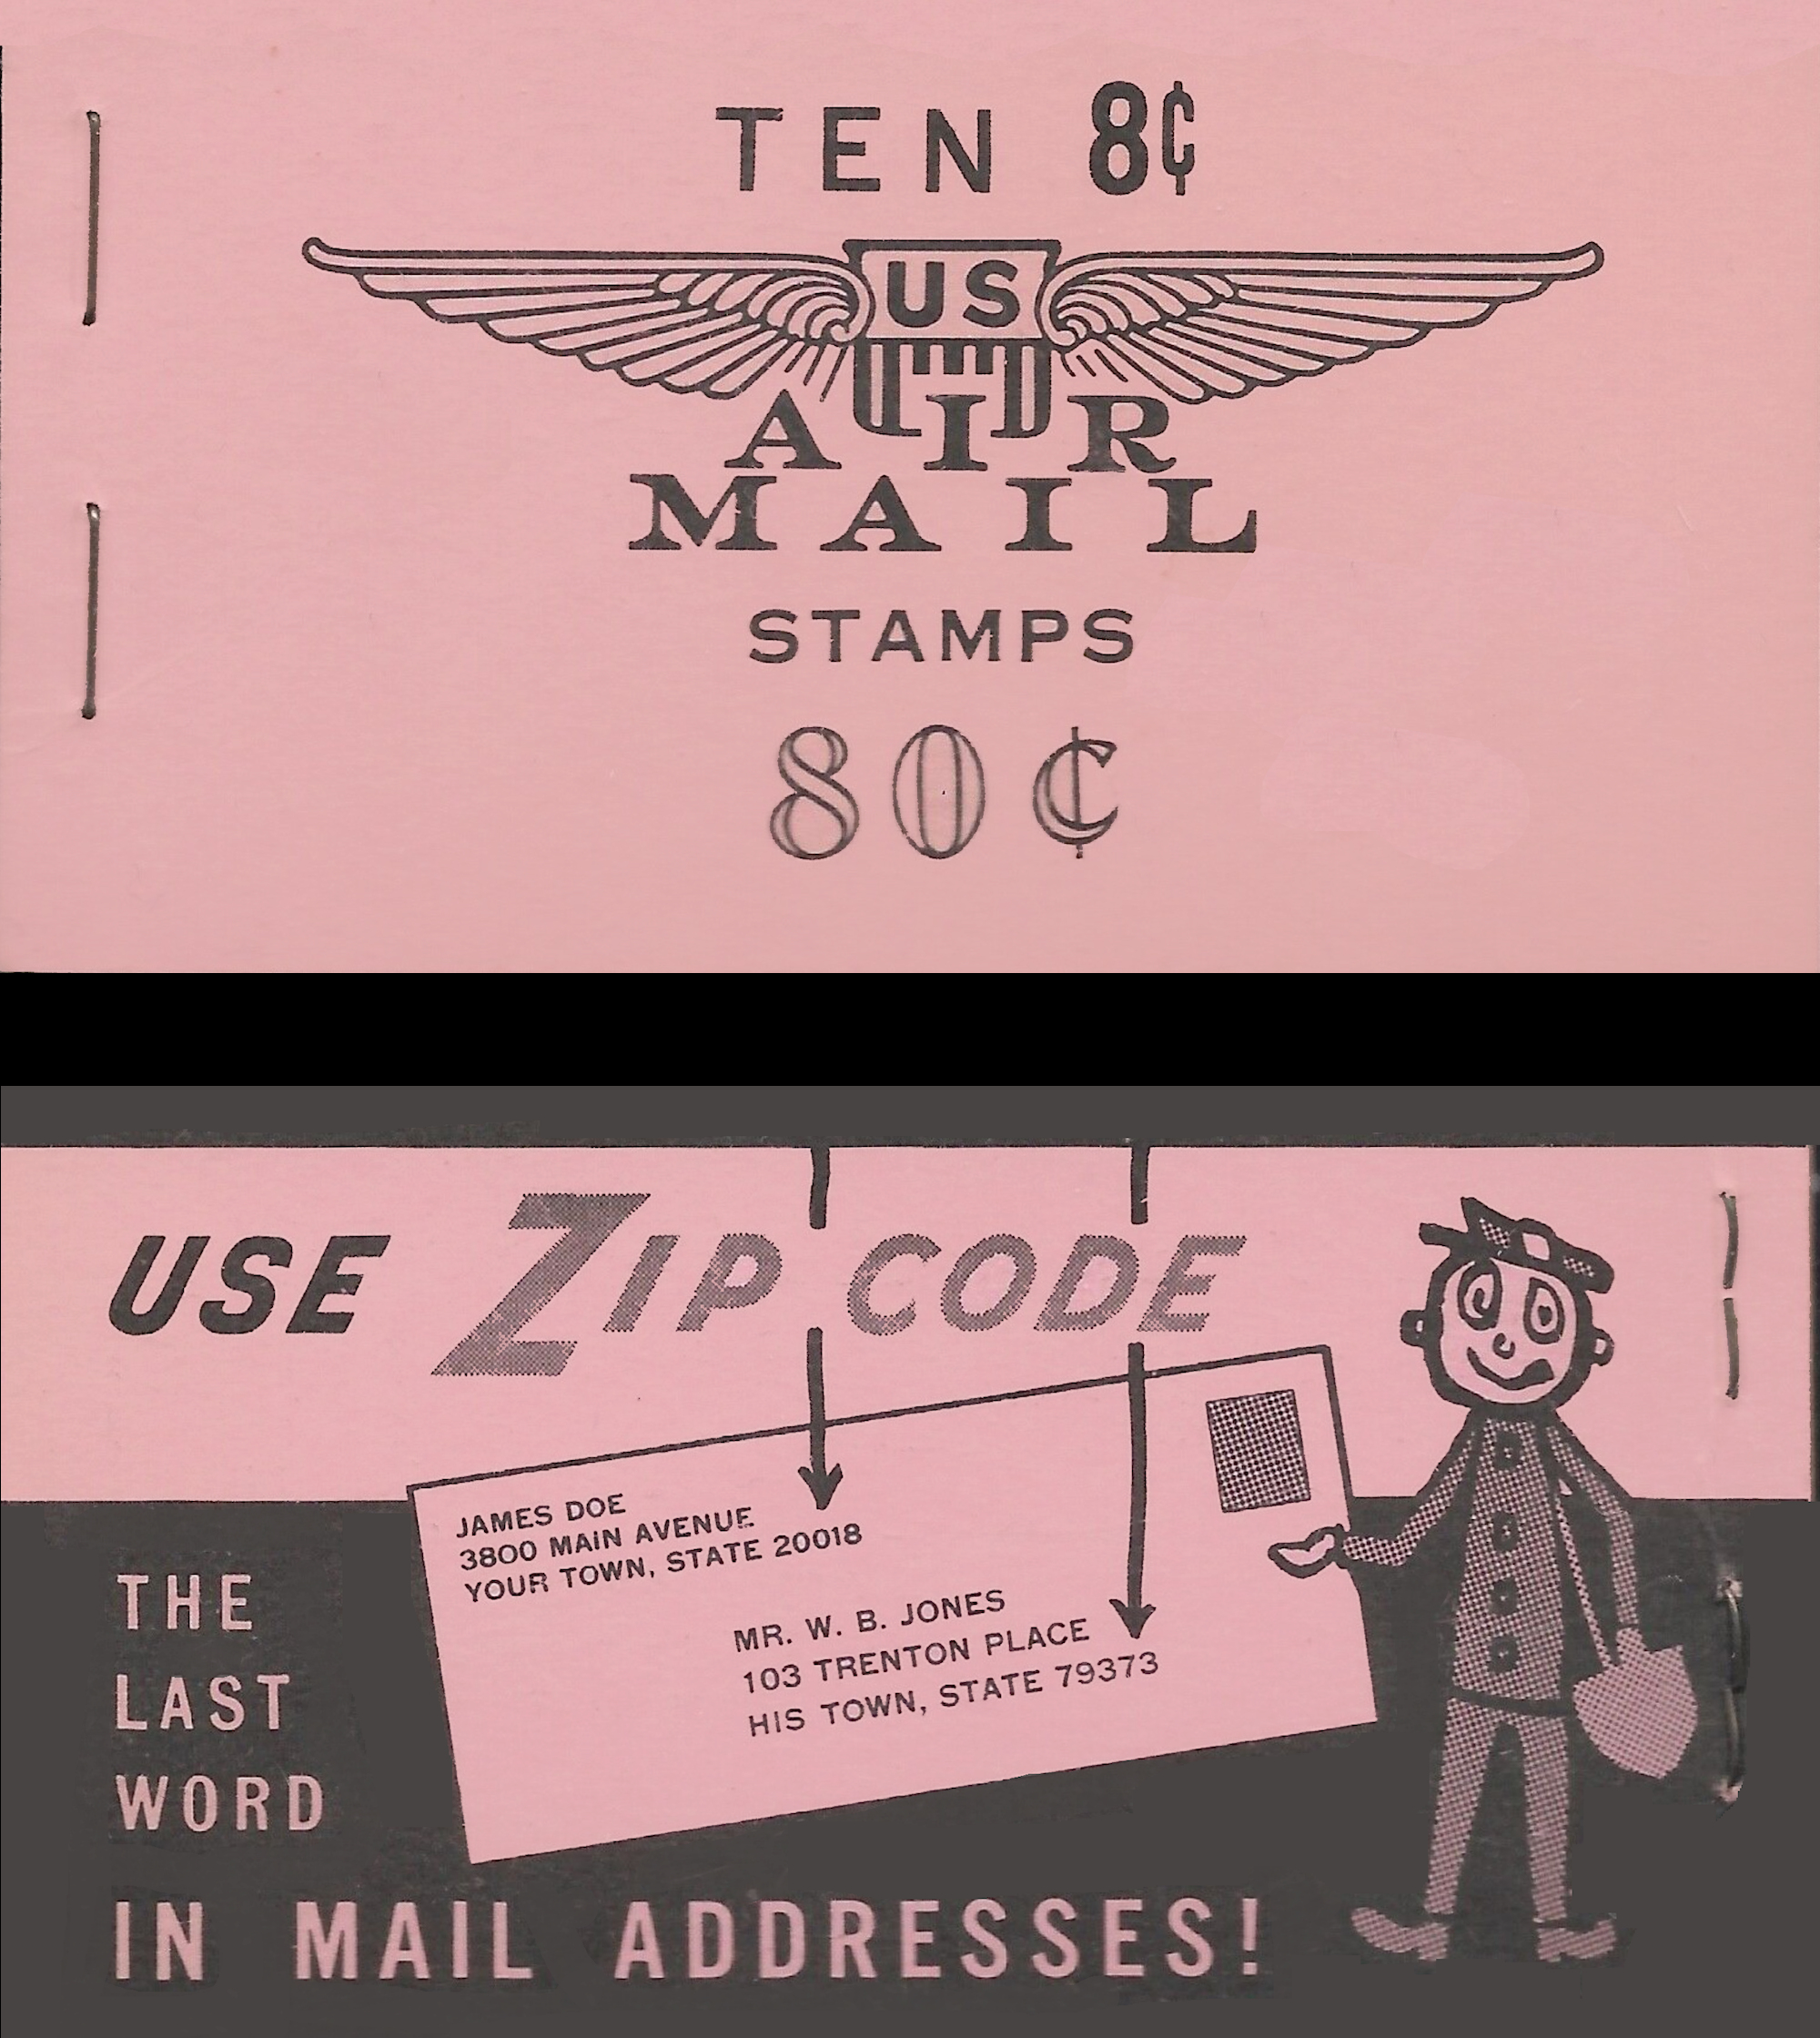 TEN 8¢
US
AIR
MAIL
STAMPS
80¢
USE ZIP CODE
JAMES DOE
3800 MAIN AVENUE
YOUR TOWN, STATE 20018
MR. W. B. JONES
103 TRENTON PLACE
HIS TOWN, STATE 79373
THE
LAST
WORD
IN MAIL ADDRESSES!